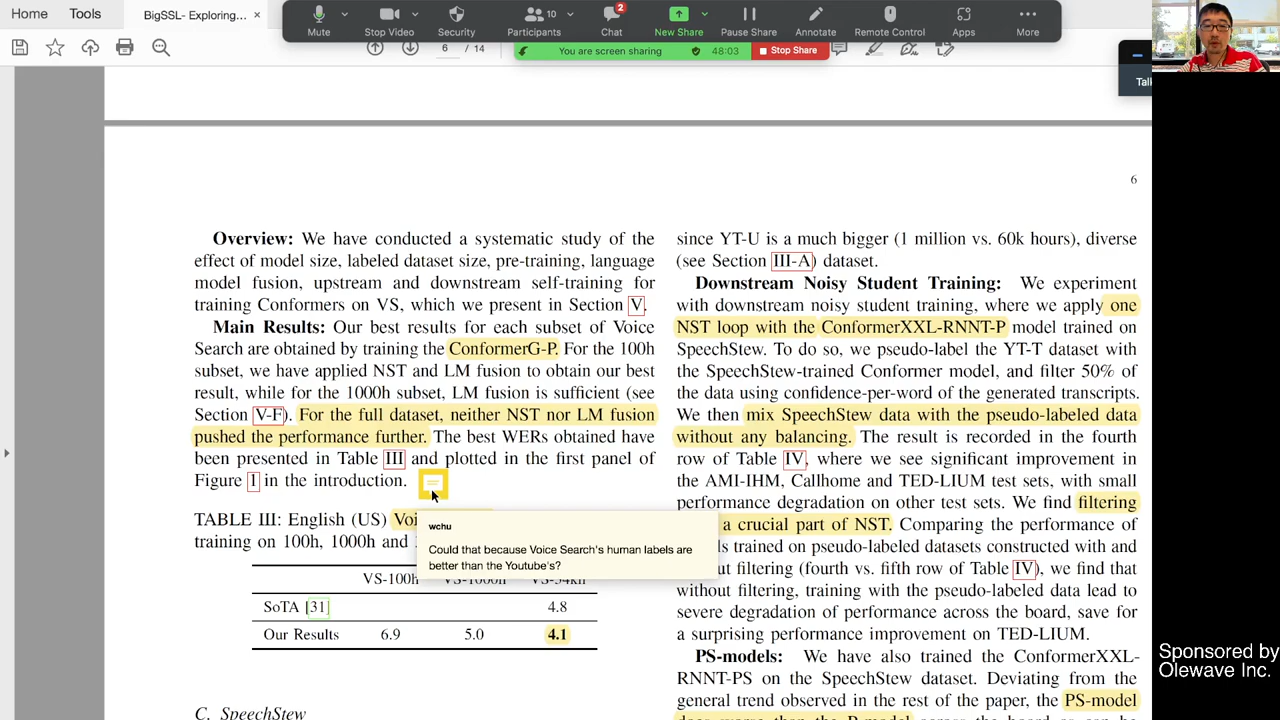 Home
Tools
BigSSL- Exploring...
×
Mute
Stop Video
Security
10
Participants
2
Chat
New Share
Pause Share
Annotate
Remote Control
Apps
More
6 / 14
You are screen sharing
48:03
Stop Share
Talk
6
Overview: We have conducted a systematic study of the
effect of model size, labeled dataset size, pre-training, language
model fusion, upstream and downstream self-training for
training Conformers on VS, which we present in Section V.
Main Results: Our best results for each subset of Voice
Search are obtained by training the ConformerG-P. For the 100h
subset, we have applied NST and LM fusion to obtain our best
result, while for the 1000h subset, LM fusion is sufficient (see
Section V-F). For the full dataset, neither NST nor LM fusion
pushed the performance further. The best WERs obtained have
been presented in Table III and plotted in the first panel of
Figure 1 in the introduction.
TABLE III: English (US) Voi
training on 100h, 1000h and
wchu
Could that because Voice Search's human labels are
better than the Youtube's?
VS-100h VS-1000h VS-34kh
SoTA [31] 4.8
Our Results 6.9 5.0 4.1
C. SpeechStew
since YT-U is a much bigger (1 million vs. 60k hours), diverse
(see Section III-A) dataset.
Downstream Noisy Student Training: We experiment
with downstream noisy student training, where we apply one
NST loop with the ConformerXXL-RNNT-P model trained on
SpeechStew. To do so, we pseudo-label the YT-T dataset with
the SpeechStew-trained Conformer model, and filter 50% of
the data using confidence-per-word of the generated transcripts.
We then mix SpeechStew data with the pseudo-labeled data
without any balancing. The result is recorded in the fourth
row of Table IV, where we see significant improvement in
the AMI-IHM, Callhome and TED-LIUM test sets, with small
performance degradation on other test sets. We find filtering
a crucial part of NST. Comparing the performance of
ls trained on pseudo-labeled datasets constructed with and
ut filtering (fourth vs. fifth row of Table IV), we find that
without filtering, training with the pseudo-labeled data lead to
severe degradation of performance across the board, save for
a surprising performance improvement on TED-LIUM.
PS-models: We have also trained the ConformerXXL-
RNNT-PS on the SpeechStew dataset. Deviating from the
general trend observed in the rest of the paper, the PS-model
Sponsored by
Olewave Inc.